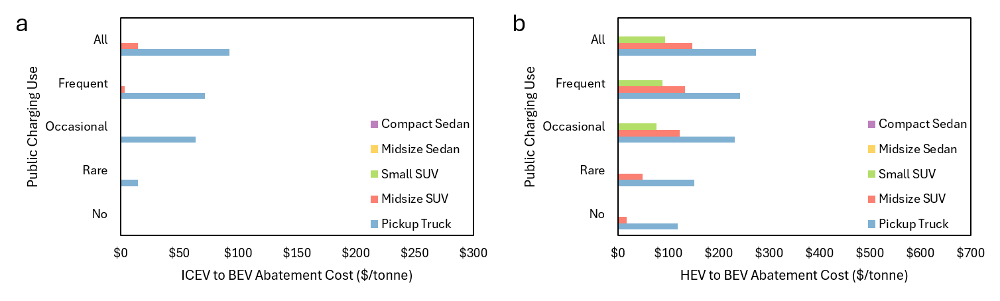 a
Public Charging Use
All
Frequent
Occasional
Rare
No
Compact Sedan
Midsize Sedan
Small SUV
Midsize SUV
Pickup Truck
$0 $50 $100 $150 $200 $250 $300
ICEV to BEV Abatement Cost ($/tonne)
b
Public Charging Use
All
Frequent
Occasional
Rare
No
Compact Sedan
Midsize Sedan
Small SUV
Midsize SUV
Pickup Truck
$0 $100 $200 $300 $400 $500 $600 $700
HEV to BEV Abatement Cost ($/tonne)